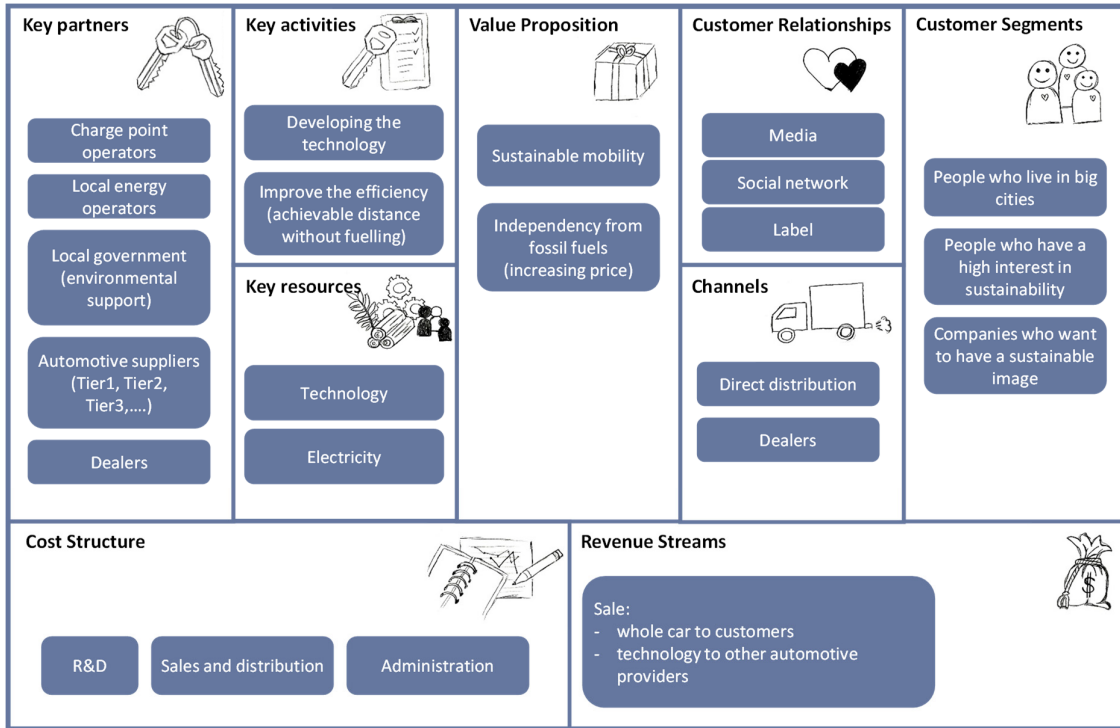 Key partners
Charge point
operators
Local energy
operators
Local government
(environmental
support)
Automotive suppliers
(Tier1, Tier2,
Tier3,....)
Dealers
Key activities
Developing the
technology
Improve the efficiency
(achievable distance
without fuelling)
Key resources
Technology
Electricity
Value Proposition
Sustainable mobility
Independency from
fossil fuels
(increasing price)
Customer Relationships
Media
Social network
Label
Channels
Direct distribution
Dealers
Customer Segments
People who live in big
cities
People who have a
high interest in
sustainability
Companies who want
to have a sustainable
image
Cost Structure
R&D
Sales and distribution
Administration
Revenue Streams
$
Sale:
- whole car to customers
- technology to other automotive
providers